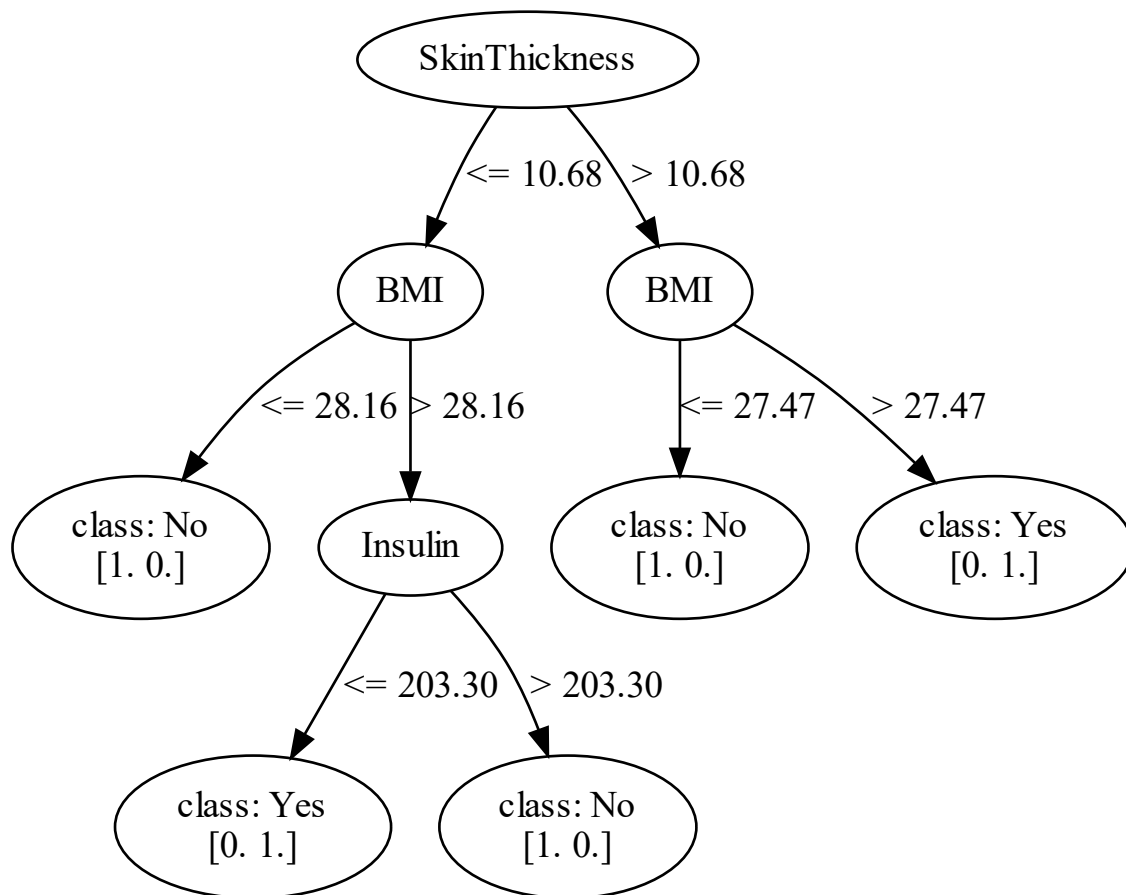 SkinThickness
<= 10.68
> 10.68
BMI
BMI
<= 28.16
> 28.16
<= 27.47
> 27.47
class: No
[1. 0.]
Insulin
class: No
[1. 0.]
class: Yes
[0. 1.]
<= 203.30
> 203.30
class: Yes
[0. 1.]
class: No
[1. 0.]